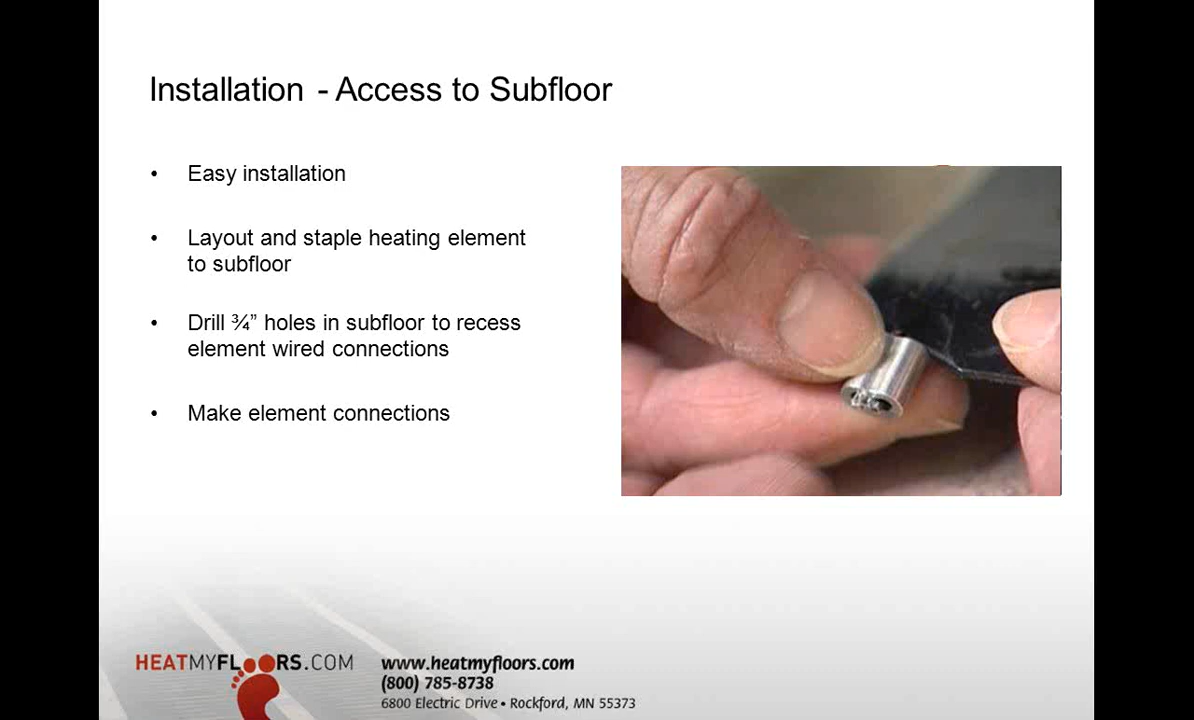 Installation - Access to Subfloor
• Easy installation
• Layout and staple heating element
to subfloor
• Drill ¾” holes in subfloor to recess
element wired connections
• Make element connections
HEATMYFLOORS.COM
www.heatmyfloors.com
(800) 785-8738
6800 Electric Drive • Rockford, MN 55373